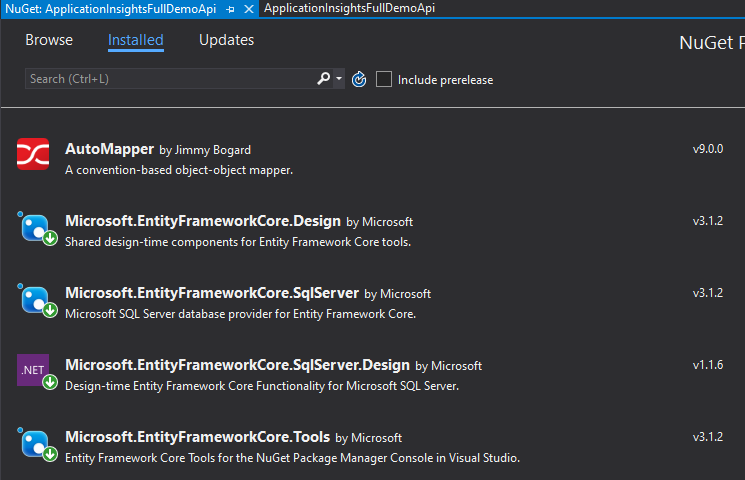 NuGet: ApplicationInsightsFullDemoApi
ApplicationInsightsFullDemoApi
Browse
Installed
Updates
NuGet P
Search (Ctrl+L)
Include prerelease
AutoMapper by Jimmy Bogard
v9.0.0
A convention-based object-object mapper.
Microsoft.EntityFrameworkCore.Design by Microsoft
v3.1.2
Shared design-time components for Entity Framework Core tools.
Microsoft.EntityFrameworkCore.SqlServer by Microsoft
v3.1.2
Microsoft SQL Server database provider for Entity Framework Core.
.NET
Microsoft.EntityFrameworkCore.SqlServer.Design by Microsoft
v1.1.6
Design-time Entity Framework Core Functionality for Microsoft SQL Server.
Microsoft.EntityFrameworkCore.Tools by Microsoft
v3.1.2
Entity Framework Core Tools for the NuGet Package Manager Console in Visual Studio.